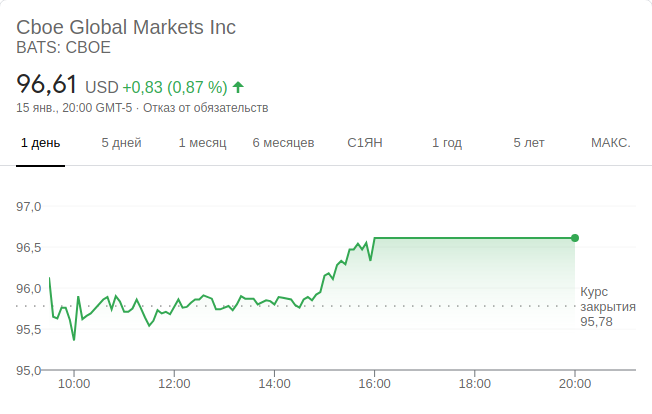 Cboe Global Markets Inc
BATS: CBOE
96,61 USD +0,83 (0,87 %) ↑
15 янв., 20:00 GMT-5 · Отказ от обязательств
1 день 5 дней 1 месяц 6 месяцев С1ЯН 1 год 5 лет МАКС.
97,0
96,5
96,0
95,5
95,0
Курс
закрытия
95,78
10:00 12:00 14:00 16:00 18:00 20:00